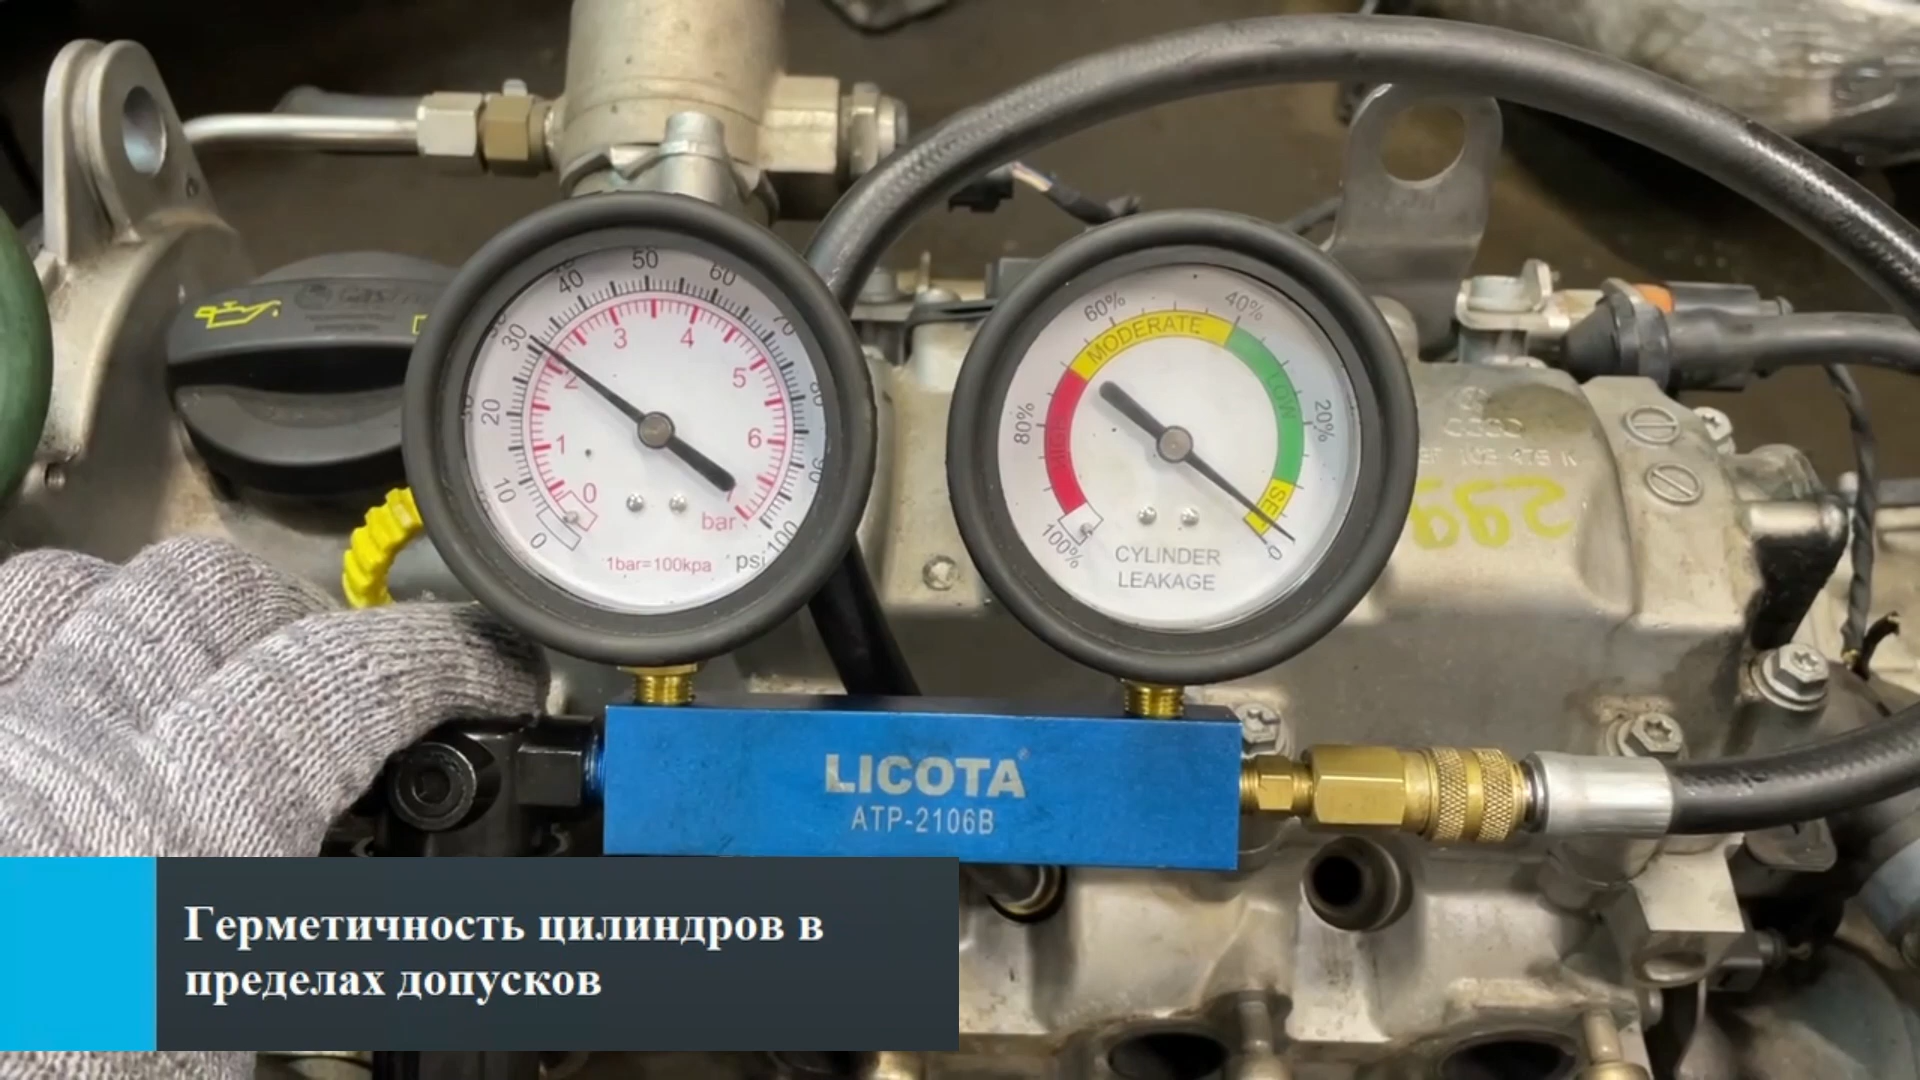 50
40
60
30
70
3
4
80
2
5
20
1
6
90
10
0
7
bar
0
psi
100
1bar=100kpa
60%
40%
MODERATE
LOW
80%
20%
HIGH
SET
100%
0
CYLINDER
LEAKAGE
LICOTA
ATP-2106B
Герметичность цилиндров в
пределах допусков